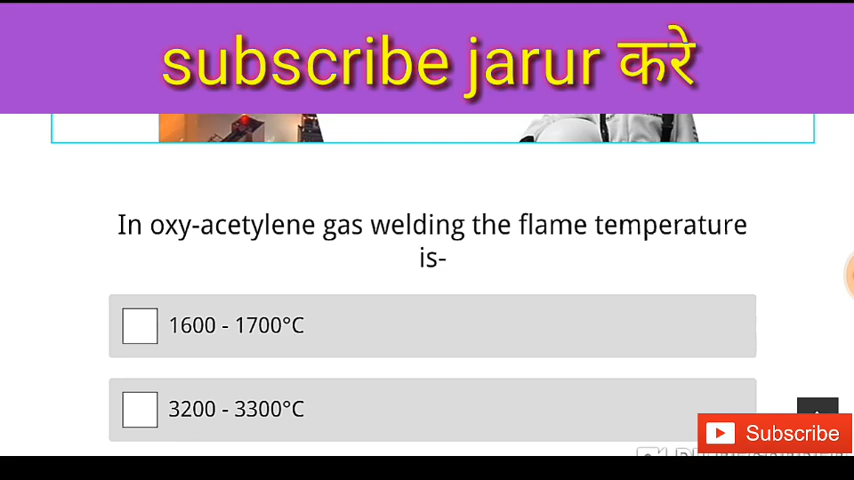 subscribe jarur करे
In oxy-acetylene gas welding the flame temperature
is-
1600 - 1700°C
3200 - 3300°C
Subscribe